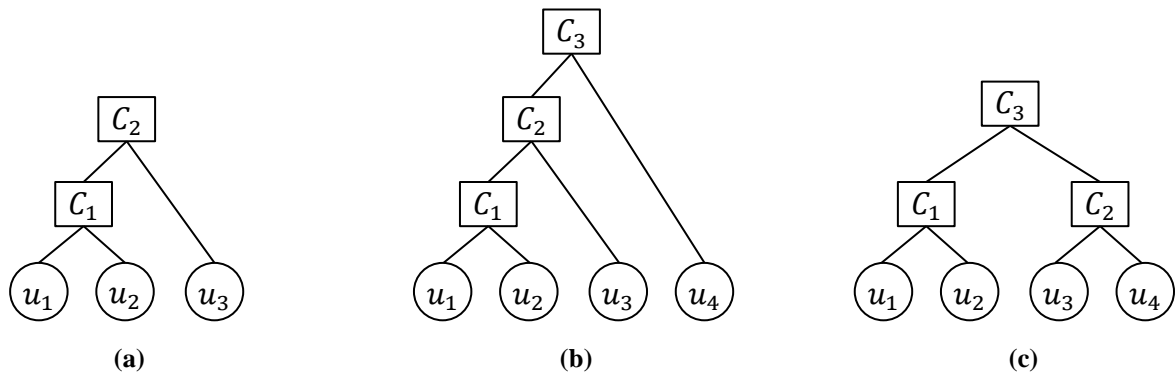 C₃
C₂
C₃
C₂
C₁
C₁
C₁
C₂
u₁ u₂ u₃
u₁ u₂ u₃ u₄
u₁ u₂ u₃ u₄
(a)
(b)
(c)